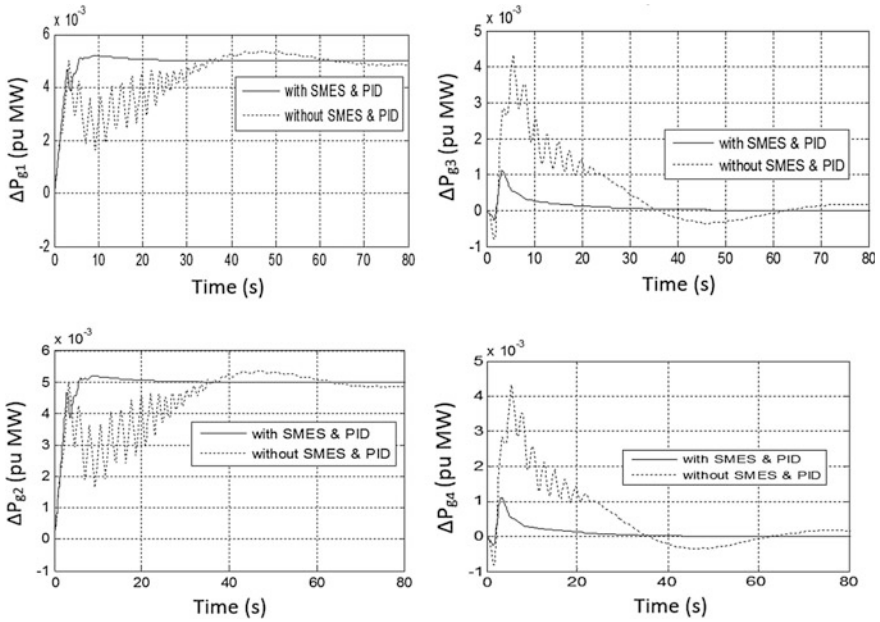 x 10⁻³
6
4
2
0
-2
ΔPg1 (pu MW)
with SMES & PID
without SMES & PID
0 10 20 30 40 50 60 70 80
Time (s)
x 10⁻³
5
4
3
2
1
0
-1
ΔPg3 (pu MW)
with SMES & PID
without SMES & PID
0 10 20 30 40 50 60 70 80
Time (s)
x 10⁻³
6
5
4
3
2
1
0
-1
ΔPg2 (pu MW)
with SMES & PID
without SMES & PID
0 20 40 60 80
Time (s)
x 10⁻³
5
4
3
2
1
0
-1
ΔPg4 (pu MW)
with SMES & PID
without SMES & PID
0 20 40 60 80
Time (s)